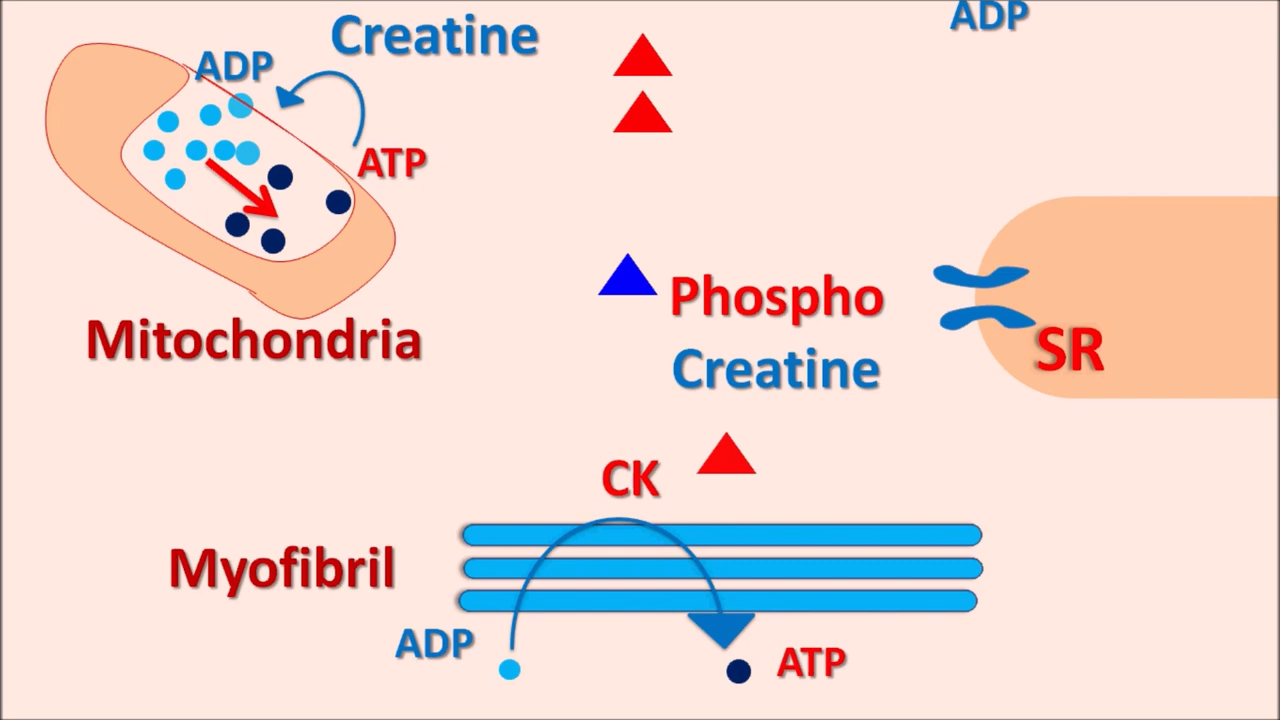 Creatine
ADP
ADP
ATP
Mitochondria
Phospho
Creatine
SR
CK
Myofibril
ADP
ATP